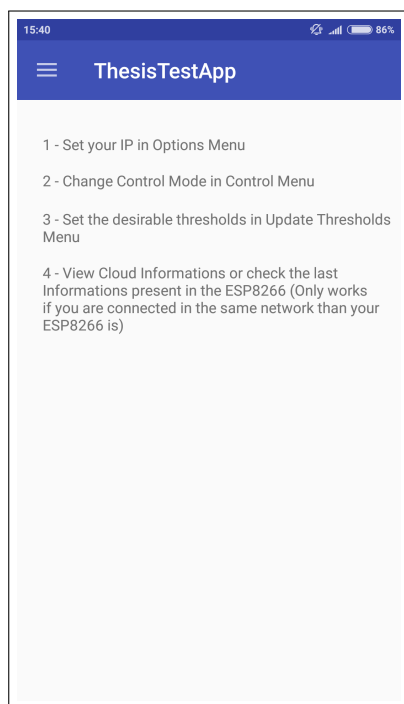 15:40
86%
ThesisTestApp
1 - Set your IP in Options Menu
2 - Change Control Mode in Control Menu
3 - Set the desirable thresholds in Update Thresholds
Menu
4 - View Cloud Informations or check the last
Informations present in the ESP8266 (Only works
if you are connected in the same network than your
ESP8266 is)